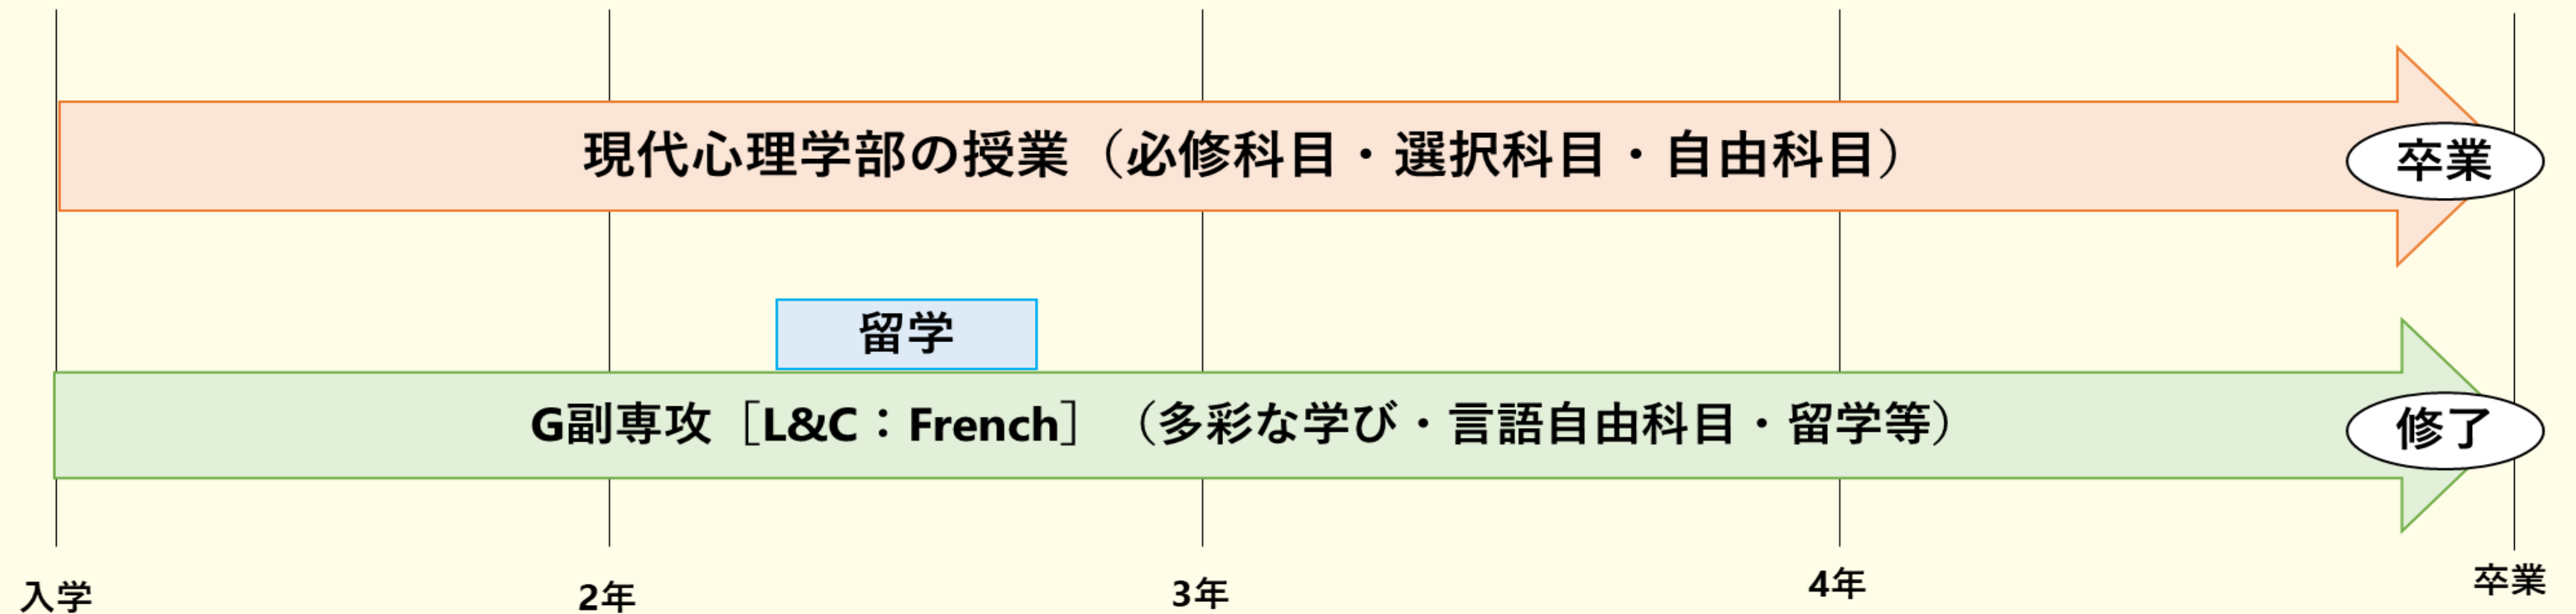 現代心理学部の授業（必修科目・選択科目・自由科目）
卒業
留学
G副専攻［L&C：French］（多彩な学び・言語自由科目・留学等）
修了
入学
2年
3年
4年
卒業